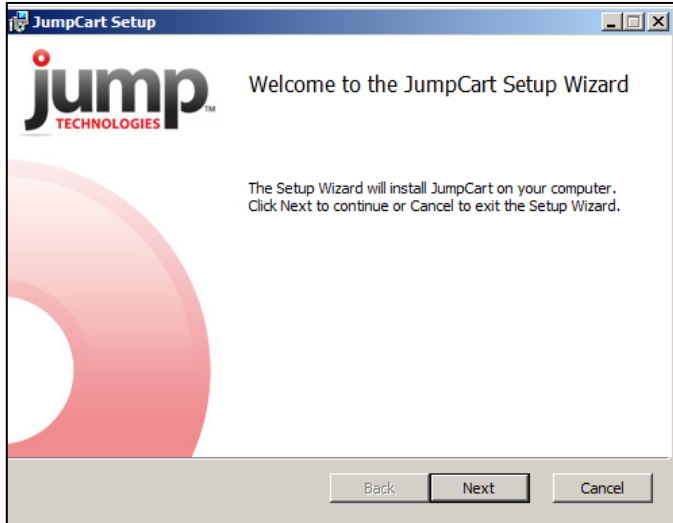 JumpCart Setup
jump
TECHNOLOGIES
TM
Welcome to the JumpCart Setup Wizard
The Setup Wizard will install JumpCart on your computer.
Click Next to continue or Cancel to exit the Setup Wizard.
Back
Next
Cancel